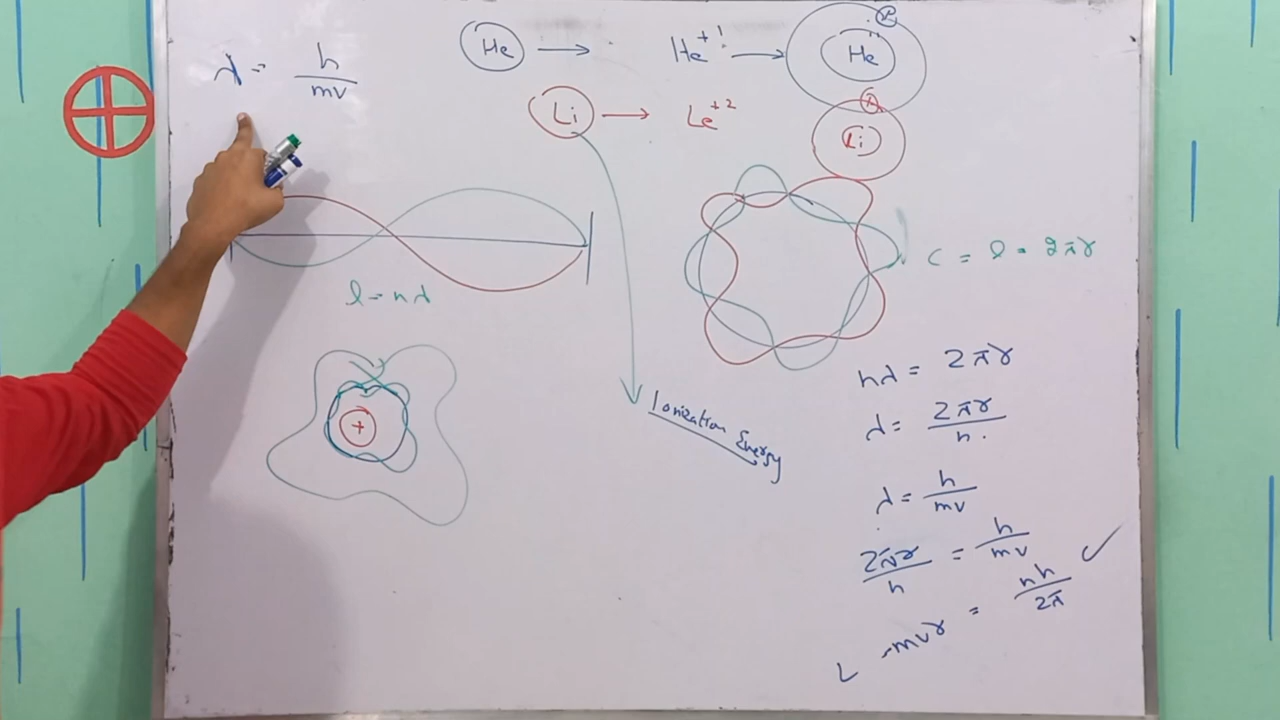 λ = h/mv
He → He⁺¹ → He
Li → Le⁺² Li
+
C = l = 2πr
l = nλ
nλ = 2πr
λ = 2πr/n
+
Ionization Energy
λ = h/mv
2πr/n = h/mv
L = mvr = nh/2π ✓